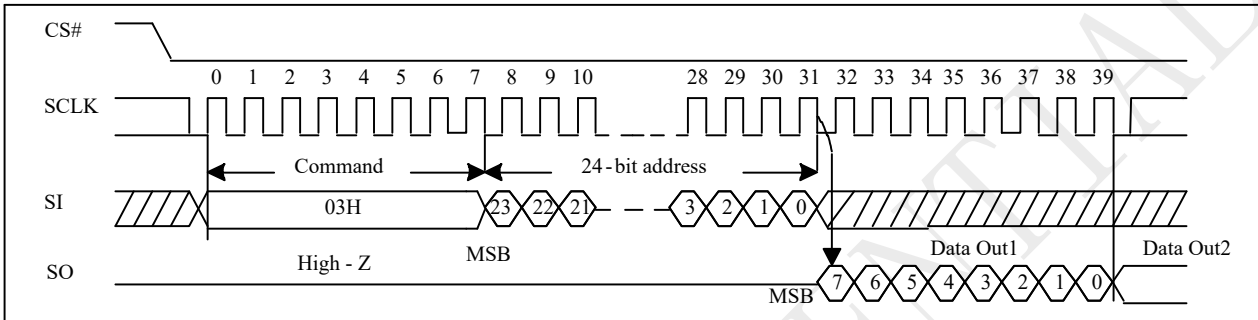 CS#
0 1 2 3 4 5 6 7 8 9 10 28 29 30 31 32 33 34 35 36 37 38 39
SCLK
Command 24-bit address
SI 03H 23 22 21 3 2 1 0
High - Z MSB Data Out1 Data Out2
SO MSB 7 6 5 4 3 2 1 0